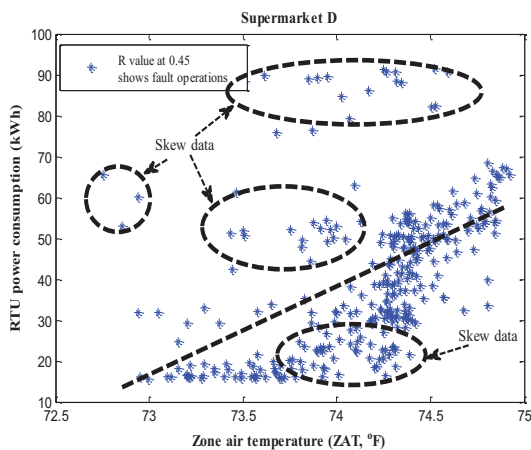 Supermarket D
100
90
80
70
60
50
40
30
20
10
RTU power consumption (kWh)
R value at 0.45
shows fault operations
Skew data
Skew data
72.5
73
73.5
74
74.5
75
Zone air temperature (ZAT, °F)